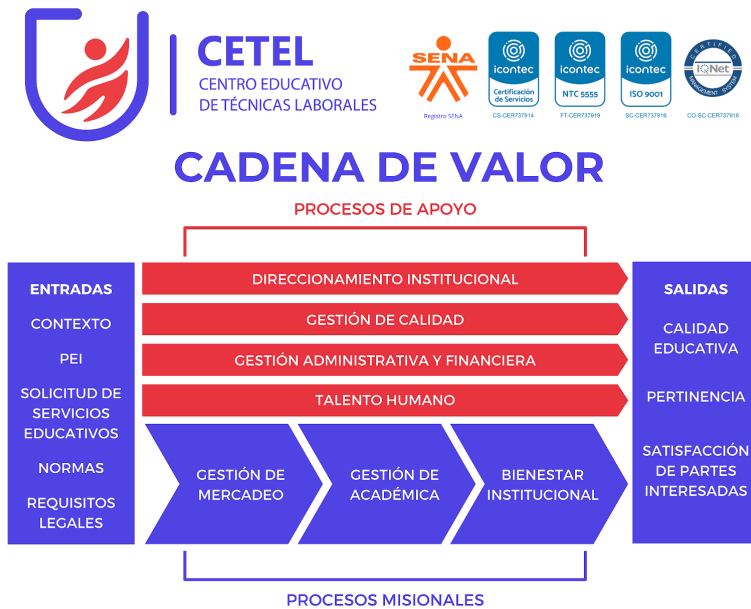 CETEL
CENTRO EDUCATIVO
DE TÉCNICAS LABORALES
SENA
Registro SENA
icontec
Certificación
de Servicios
CS-CER737914
icontec
NTC 5555
FT-CER737919
icontec
ISO 9001
SC-CER737916
CERTIFIED
IQNet
MANAGEMENT SYSTEM
CO-SC-CER737916
CADENA DE VALOR
PROCESOS DE APOYO
ENTRADAS
CONTEXTO
PEI
SOLICITUD DE
SERVICIOS
EDUCATIVOS
NORMAS
REQUISITOS
LEGALES
DIRECCIONAMIENTO INSTITUCIONAL
GESTIÓN DE CALIDAD
GESTIÓN ADMINISTRATIVA Y FINANCIERA
TALENTO HUMANO
GESTIÓN DE
MERCADEO
GESTIÓN DE
ACADÉMICA
BIENESTAR
INSTITUCIONAL
SALIDAS
CALIDAD
EDUCATIVA
PERTINENCIA
SATISFACCIÓN
DE PARTES
INTERESADAS
PROCESOS MISIONALES